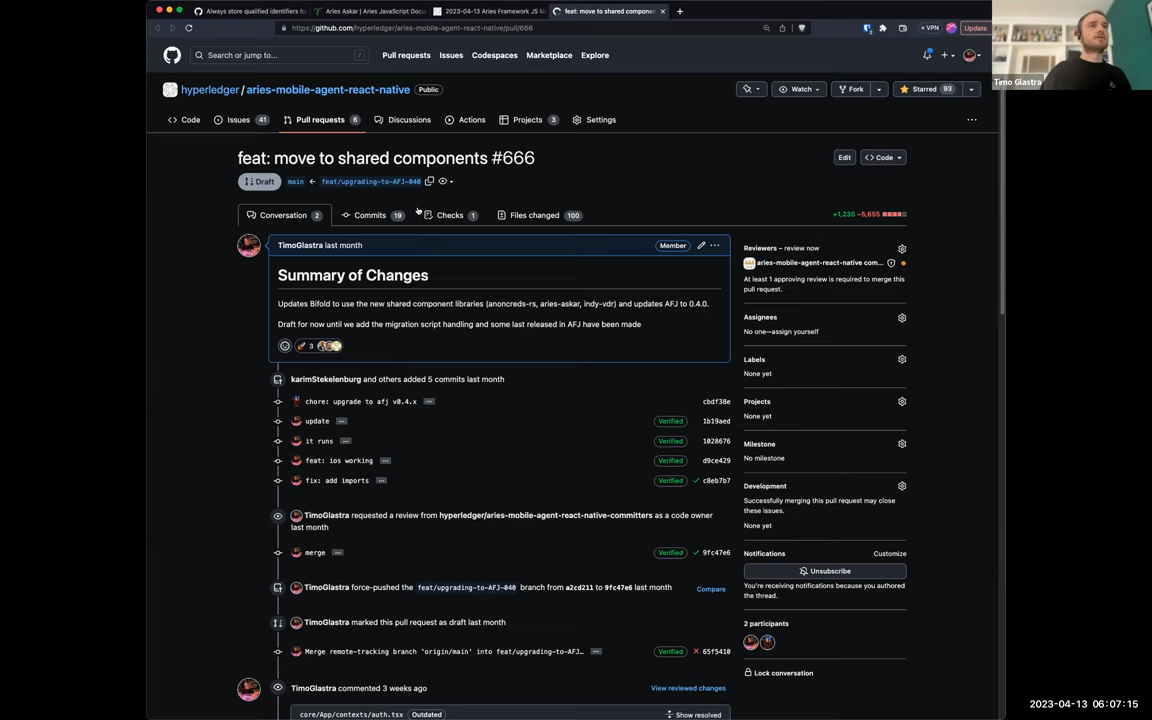 Always store qualified identifiers fo
Aries Askar | Aries JavaScript Docu
2023-04-13 Aries Framework JS M
feat: move to shared component
https://github.com/hyperledger/aries-mobile-agent-react-native/pull/666
VPN
Update
Search or jump to...
/
Pull requests
Issues
Codespaces
Marketplace
Explore
Timo Glastra
hyperledger / aries-mobile-agent-react-native
Public
Watch
Fork
Starred 93
Code
Issues 41
Pull requests 6
Discussions
Actions
Projects 3
Settings
feat: move to shared components #666
Edit
<> Code
Draft
main ← feat/upgrading-to-AFJ-040
Conversation 2
Commits 19
Checks 1
Files changed 100
+1,235 −5,655
TimoGlastra last month
Member
Summary of Changes
Updates Bifold to use the new shared component libraries (anoncreds-rs, aries-askar, indy-vdr) and updates AFJ to 0.4.0.
Draft for now until we add the migration script handling and some last released in AFJ have been made
3
karimStekelenburg and others added 5 commits last month
chore: upgrade to afj v0.4.x
cbdf38e
update
Verified
1b19aed
it runs
Verified
1028676
feat: ios working
Verified
d9ce429
fix: add imports
Verified
c8eb7b7
TimoGlastra requested a review from hyperledger/aries-mobile-agent-react-native-committers as a code owner
last month
merge
Verified
9fc47e6
TimoGlastra force-pushed the feat/upgrading-to-AFJ-040 branch from a2cd211 to 9fc47e6 last month
Compare
TimoGlastra marked this pull request as draft last month
Merge remote-tracking branch 'origin/main' into feat/upgrading-to-AFJ…
Verified
65f5410
TimoGlastra commented 3 weeks ago
View reviewed changes
core/App/contexts/auth.tsx
Outdated
Show resolved
Reviewers – review now
aries-mobile-agent-react-native com...
At least 1 approving review is required to merge this
pull request.
Assignees
No one—assign yourself
Labels
None yet
Projects
None yet
Milestone
No milestone
Development
Successfully merging this pull request may close
these issues.
None yet
Notifications
Customize
Unsubscribe
You're receiving notifications because you authored
the thread.
2 participants
Lock conversation
2023-04-13 06:07:15